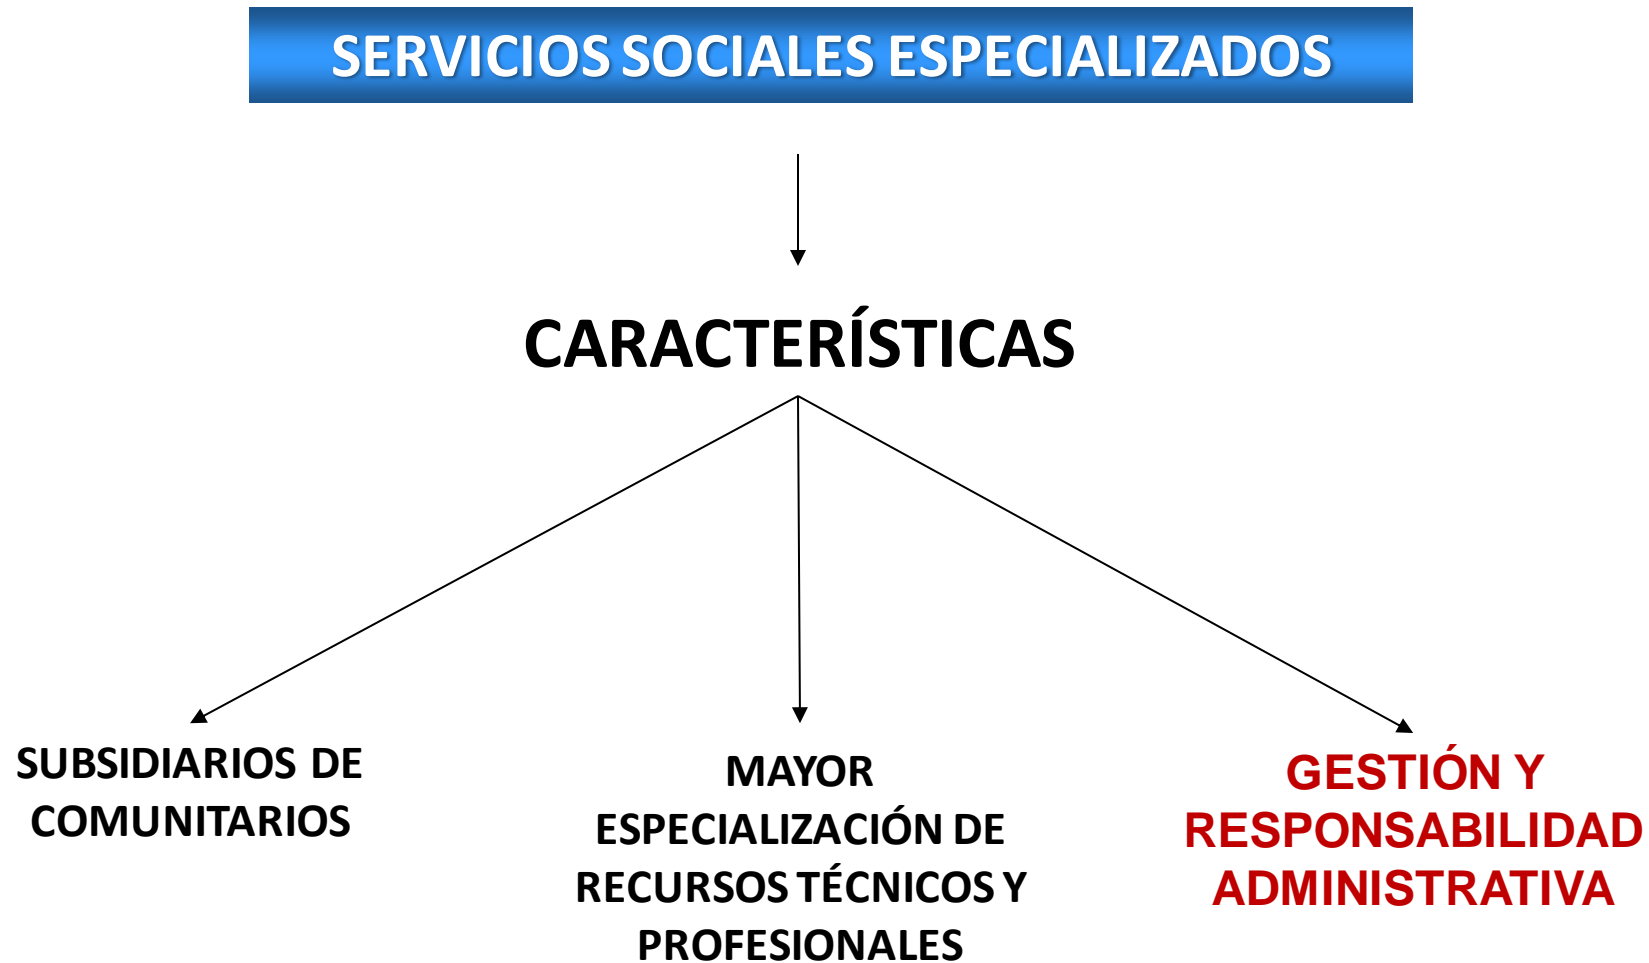 SERVICIOS SOCIALES ESPECIALIZADOS
CARACTERÍSTICAS
SUBSIDIARIOS DE
COMUNITARIOS
MAYOR
ESPECIALIZACIÓN DE
RECURSOS TÉCNICOS Y
PROFESIONALES
GESTIÓN Y
RESPONSABILIDAD
ADMINISTRATIVA